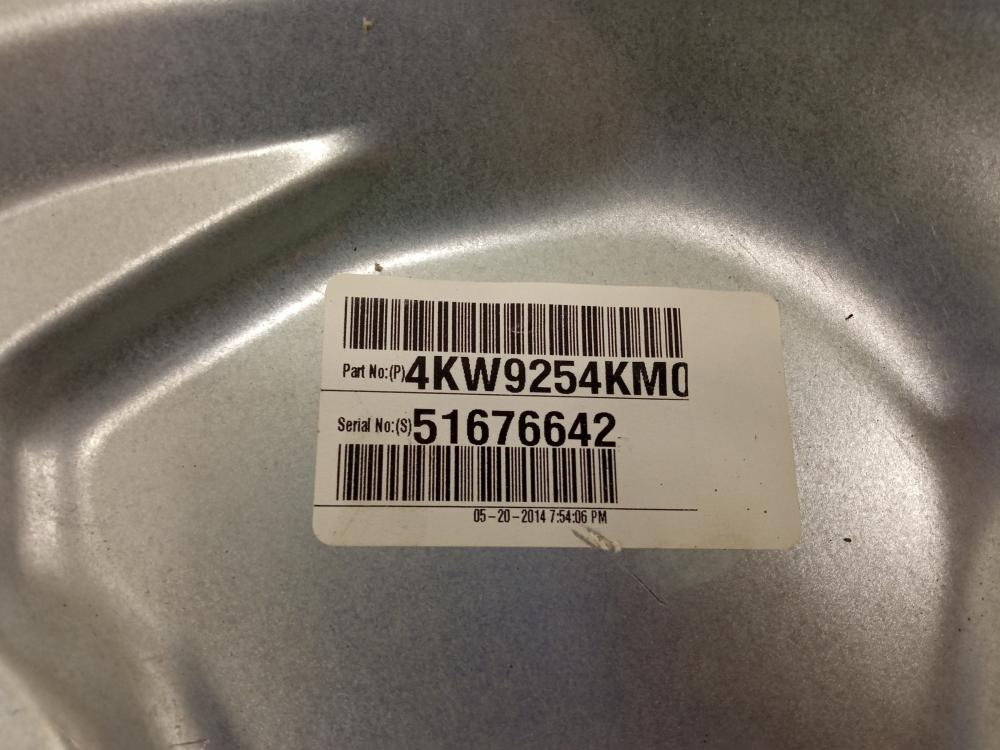 Part No:(P)4KW9254KM0
Serial No:(S)51676642
05-20-2014 7:54:06 PM